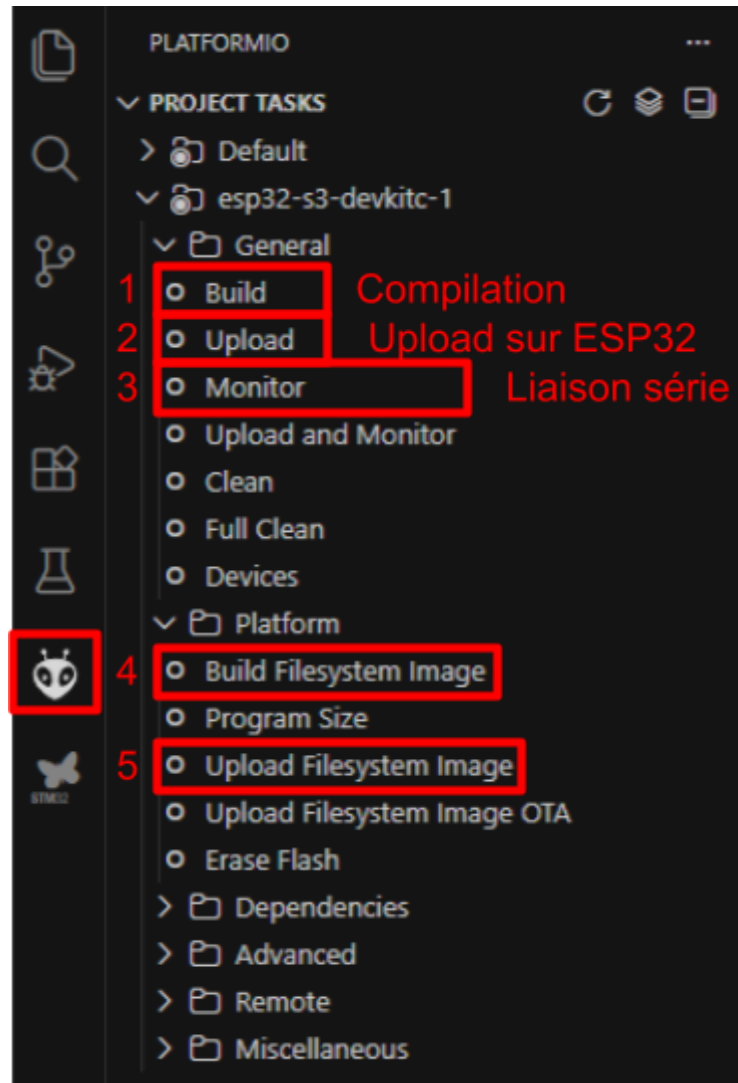 PLATFORMIO
PROJECT TASKS
Default
esp32-s3-devkitc-1
General
1 Build Compilation
2 Upload Upload sur ESP32
3 Monitor Liaison série
Upload and Monitor
Clean
Full Clean
Devices
Platform
4 Build Filesystem Image
Program Size
5 Upload Filesystem Image
STM32
Upload Filesystem Image OTA
Erase Flash
Dependencies
Advanced
Remote
Miscellaneous